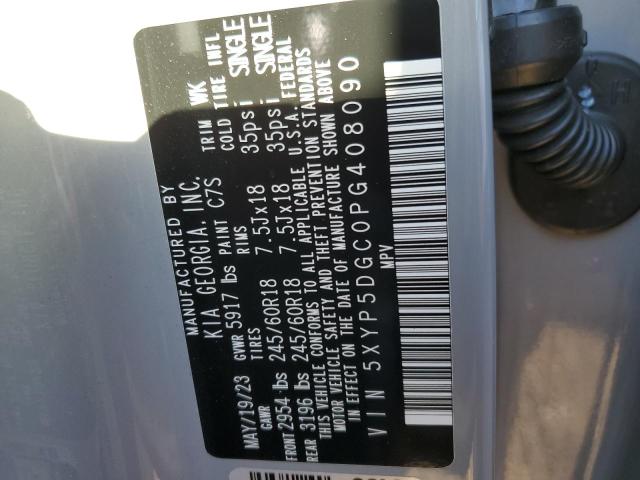 MANUFACTURED BY
KIA GEORGIA, INC.
MAY/19/23 GVWR 5917 lbs PAINT C7S TRIM WK
GAWR TIRES RIMS COLD TIRE INFL
FRONT 2954 lbs 245/60R18 7.5Jx18 35psi SINGLE
REAR 3196 lbs 245/60R18 7.5Jx18 35psi SINGLE
THIS VEHICLE CONFORMS TO ALL APPLICABLE U.S.A. FEDERAL
MOTOR VEHICLE SAFETY AND THEFT PREVENTION STANDARDS
IN EFFECT ON THE DATE OF MANUFACTURE SHOWN ABOVE
VIN 5XYP5DGC0PG408090
MPV